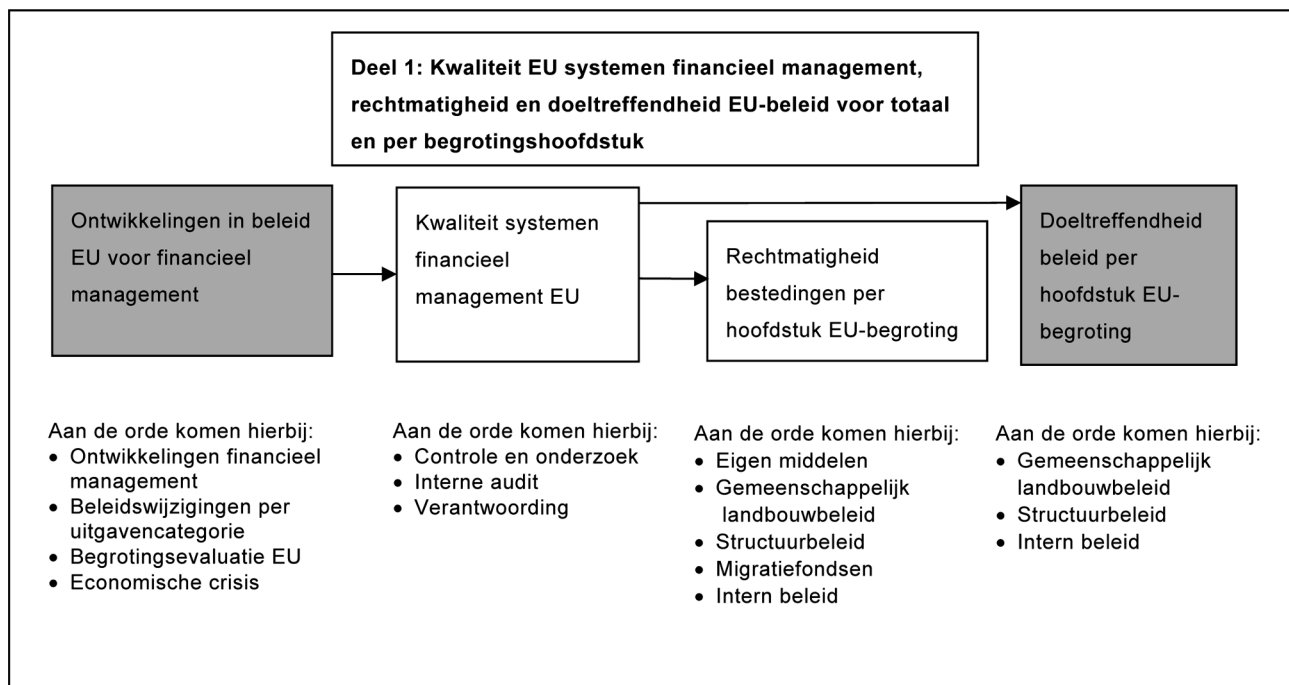 Deel 1: Kwaliteit EU systemen financieel management,
rechtmatigheid en doeltreffendheid EU-beleid voor totaal
en per begrotingshoofdstuk
Ontwikkelingen in beleid
EU voor financieel
management
Kwaliteit systemen
financieel
management EU
Rechtmatigheid
bestedingen per
hoofdstuk EU-begroting
Doeltreffendheid
beleid per
hoofdstuk EU-
begroting
Aan de orde komen hierbij:
• Ontwikkelingen financieel
management
• Beleidswijzigingen per
uitgavencategorie
• Begrotingsevaluatie EU
• Economische crisis
Aan de orde komen hierbij:
• Controle en onderzoek
• Interne audit
• Verantwoording
Aan de orde komen hierbij:
• Eigen middelen
• Gemeenschappelijk
landbouwbeleid
• Structuurbeleid
• Migratiefondsen
• Intern beleid
Aan de orde komen hierbij:
• Gemeenschappelijk
landbouwbeleid
• Structuurbeleid
• Intern beleid